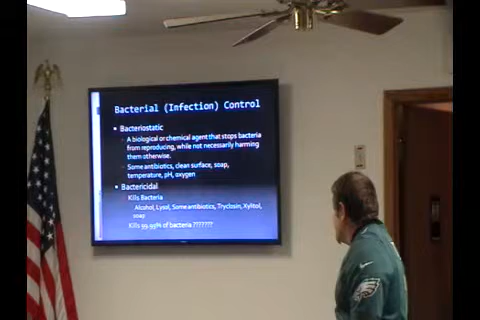 Bacterial (Infection) Control
Bacteriostatic
A biological or chemical agent that stops bacteria
from reproducing, while not necessarily harming
them otherwise.
Some antibiotics, clean surface, soap,
temperature, pH, oxygen
Bactericidal
Kills Bacteria
Alcohol, Lysol, Some antibiotics, Tryclosin, Xylitol,
soap
Kills 99.99% of bacteria ???????